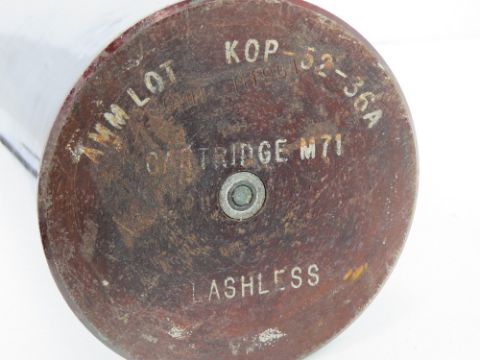 AMM LOT KOP-52-36A
CARTRIDGE M71
LASHLESS